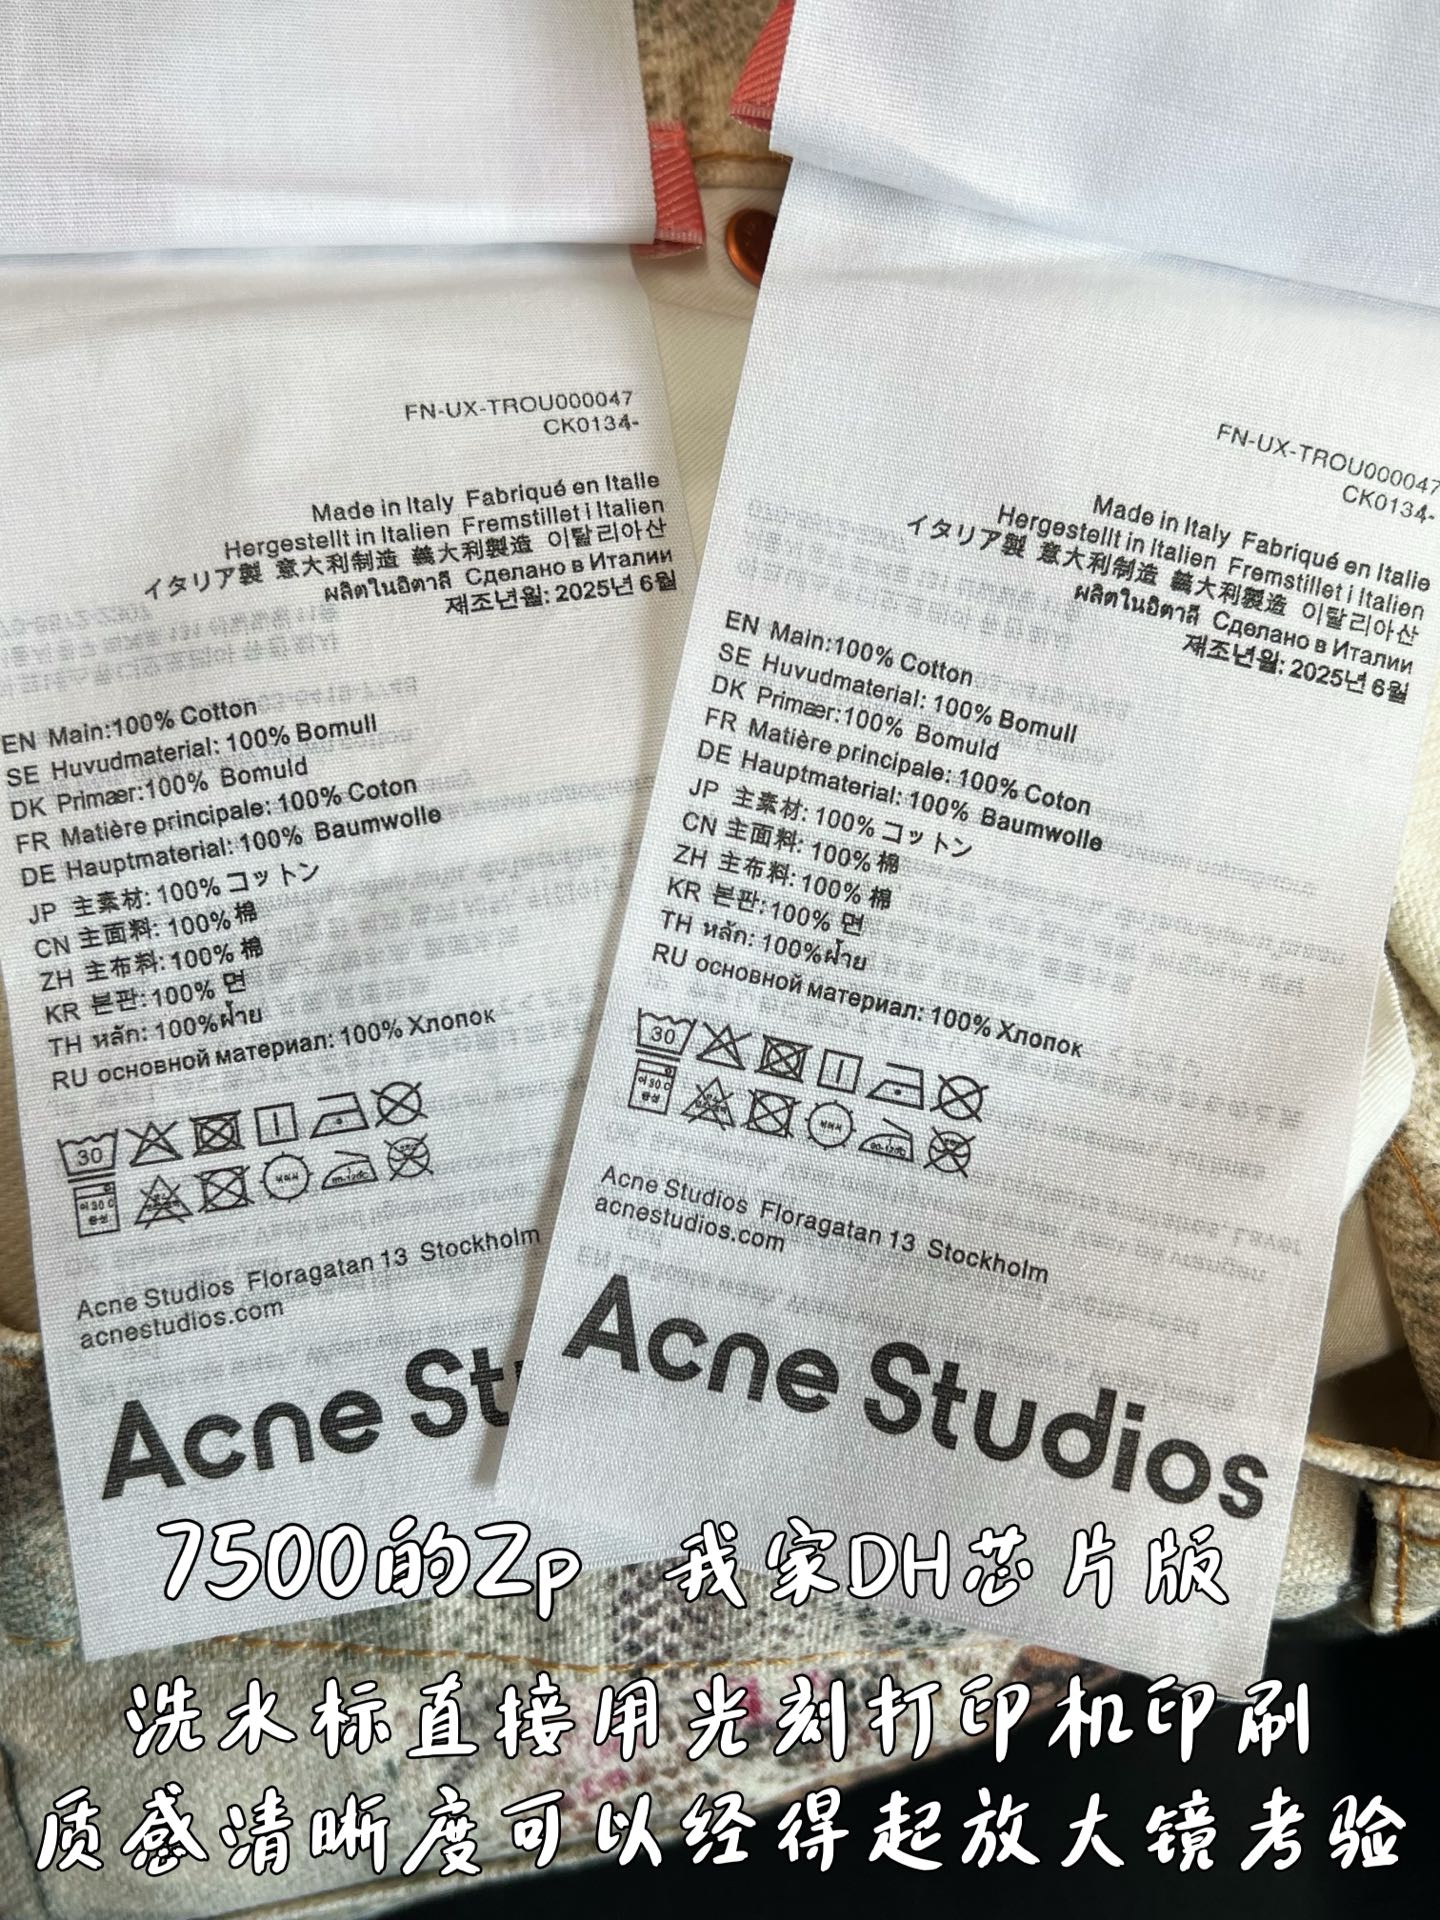 FN-UX-TROU000047
CK0134-
Made in Italy Fabriqué en Italie
Hergestellt in Italien Fremstillet i Italien
イタリア製 意大利制造 義大利製造 이탈리아산
ผลิตในอิตาลี Сделано в Италии
제조년월: 2025년 6월
EN Main:100% Cotton
SE Huvudmaterial: 100% Bomull
DK Primær:100% Bomuld
FR Matière principale: 100% Coton
DE Hauptmaterial: 100% Baumwolle
JP 主素材: 100% コットン
CN 主面料: 100% 棉
ZH 主布料: 100% 棉
KR 본판:100% 면
TH หลัก: 100%ฝ้าย
RU основной материал: 100% Хлопок
30
Acne Studios Floragatan 13 Stockholm
acnestudios.com
Acne St
FN-UX-TROU000047
CK0134-
Made in Italy Fabriqué en Italie
Hergestellt in Italien Fremstillet i Italien
イタリア製 意大利制造 義大利製造 이탈리아산
ผลิตในอิตาลี Сделано в Италии
제조년월: 2025년 6월
EN Main:100% Cotton
SE Huvudmaterial: 100% Bomull
DK Primær:100% Bomuld
FR Matière principale: 100% Coton
DE Hauptmaterial: 100% Baumwolle
JP 主素材: 100% コットン
CN 主面料: 100% 棉
ZH 主布料: 100% 棉
KR 본판:100% 면
TH หลัก: 100%ฝ้าย
RU основной материал: 100% Хлопок
30
Acne Studios Floragatan 13 Stockholm
acnestudios.com
Acne Studios
7500的Zp 我家DH芯片版
洗水标直接用光刻打印机印刷
质感清晰度可以经得起放大镜考验